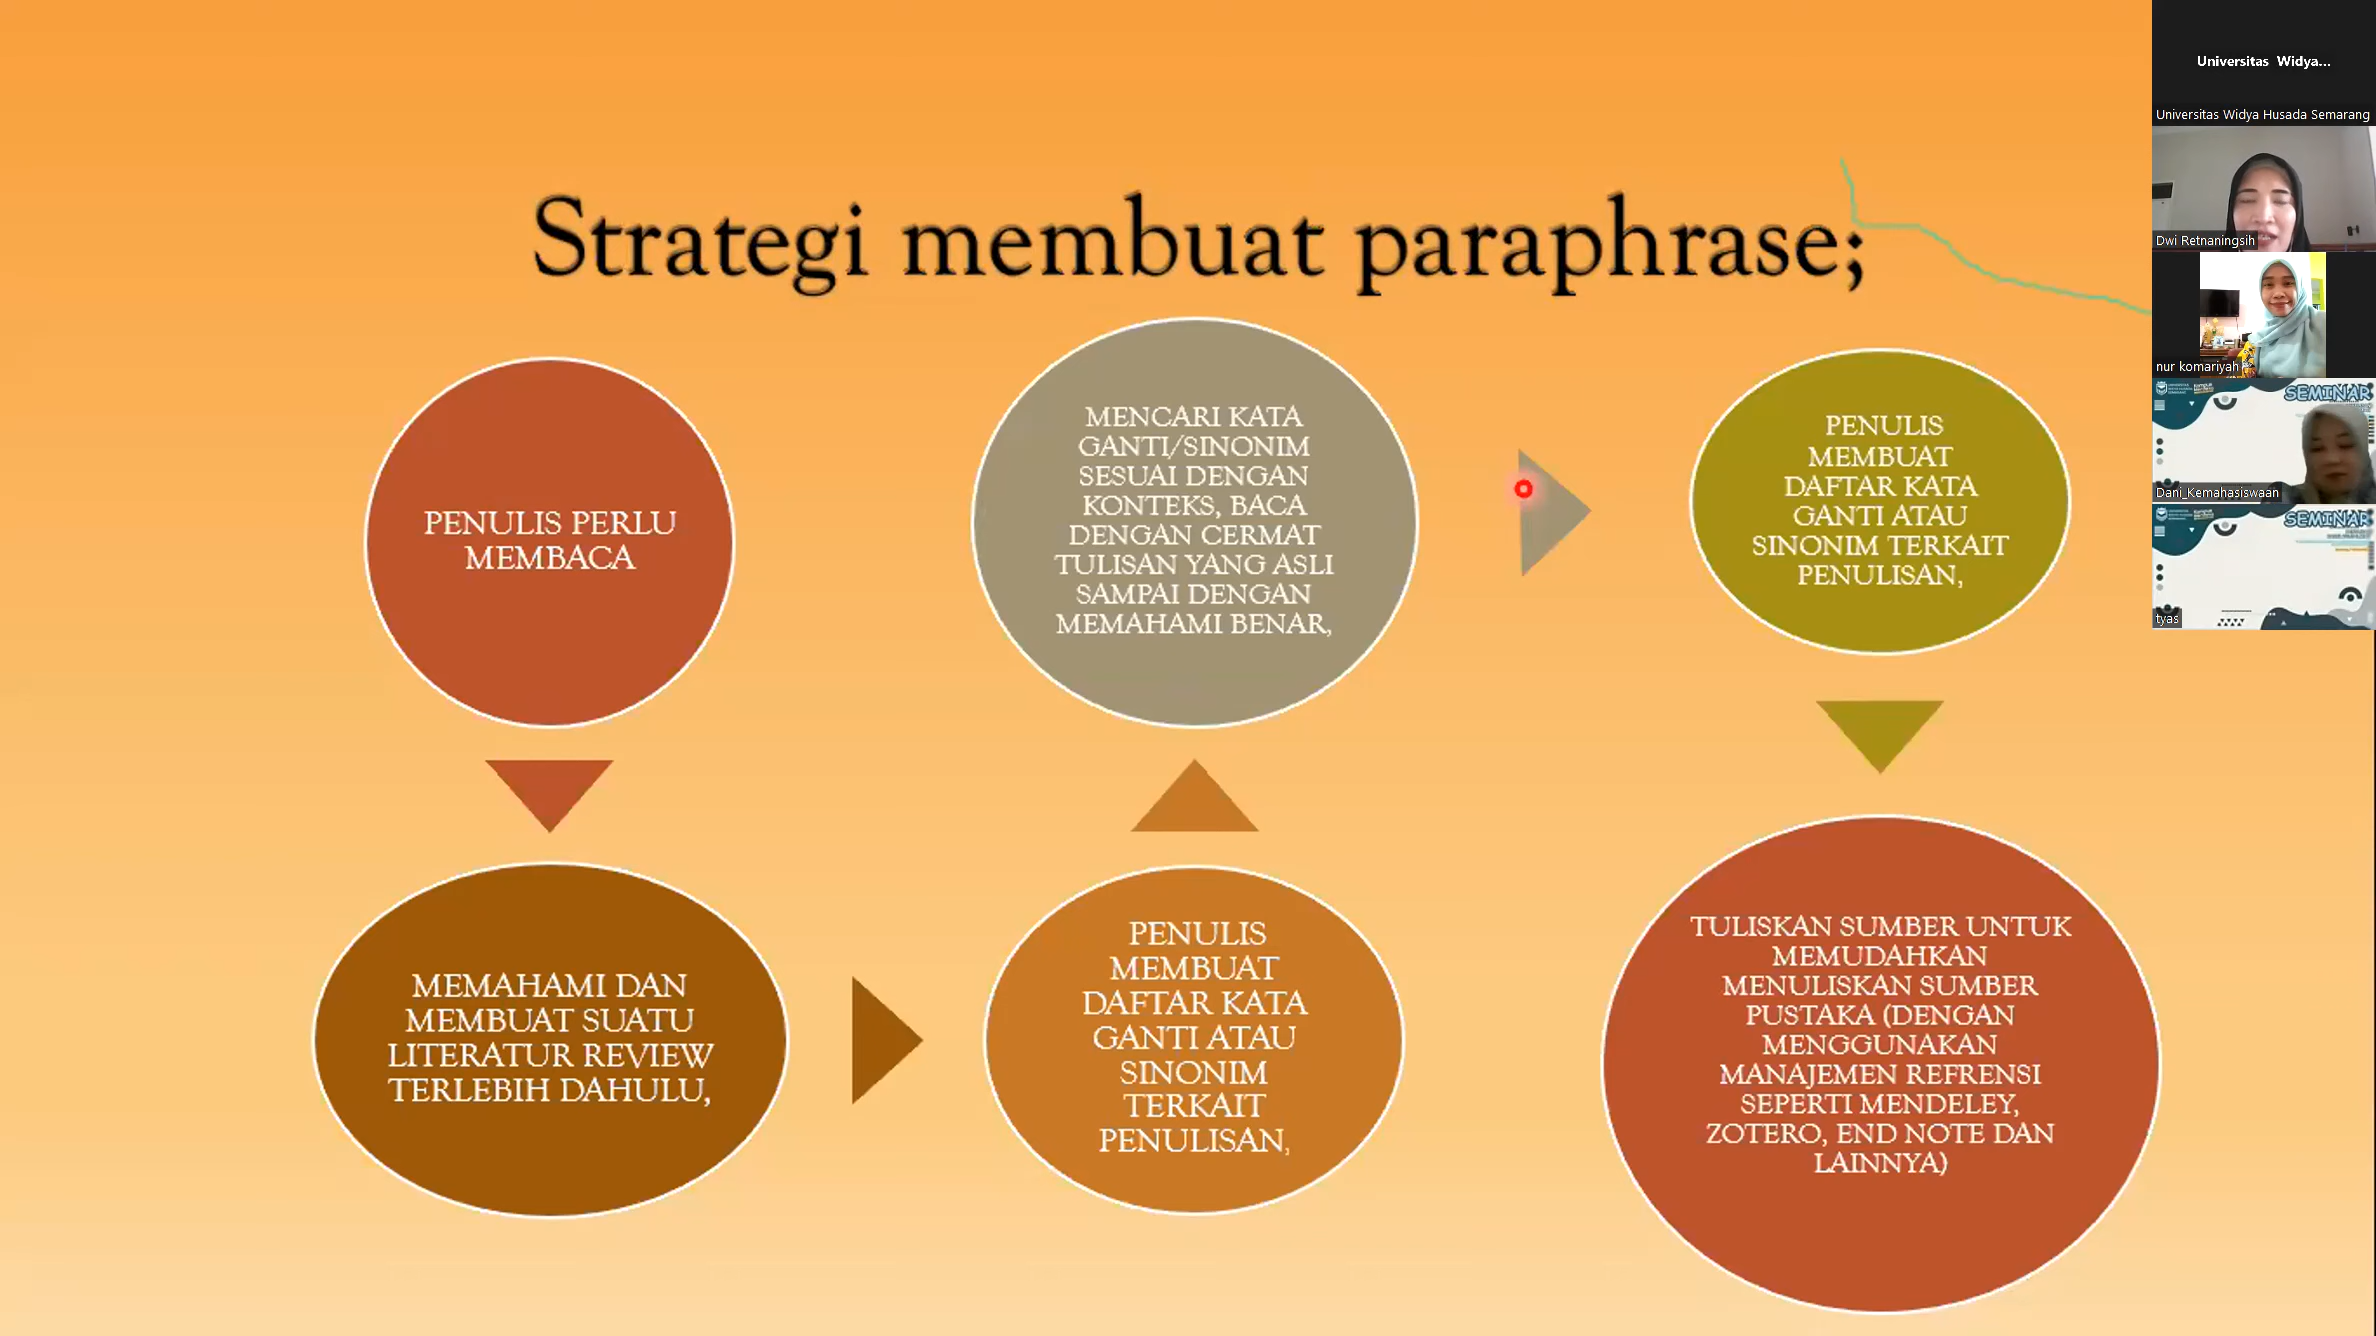 Strategi membuat paraphrase;
PENULIS PERLU
MEMBACA
MEMAHAMI DAN
MEMBUAT SUATU
LITERATUR REVIEW
TERLEBIH DAHULU,
PENULIS
MEMBUAT
DAFTAR KATA
GANTI ATAU
SINONIM
TERKAIT
PENULISAN,
MENCARI KATA
GANTI/SINONIM
SESUAI DENGAN
KONTEKS, BACA
DENGAN CERMAT
TULISAN YANG ASLI
SAMPAI DENGAN
MEMAHAMI BENAR,
PENULIS
MEMBUAT
DAFTAR KATA
GANTI ATAU
SINONIM TERKAIT
PENULISAN,
TULISKAN SUMBER UNTUK
MEMUDAHKAN
MENULISKAN SUMBER
PUSTAKA (DENGAN
MENGGUNAKAN
MANAJEMEN REFRENSI
SEPERTI MENDELEY,
ZOTERO, END NOTE DAN
LAINNYA)
Universitas Widya...
Universitas Widya Husada Semarang
Dwi Retnaningsih
nur komariyah
SEMINAR
Dani_Kemahasiswaan
SEMINAR
tyas